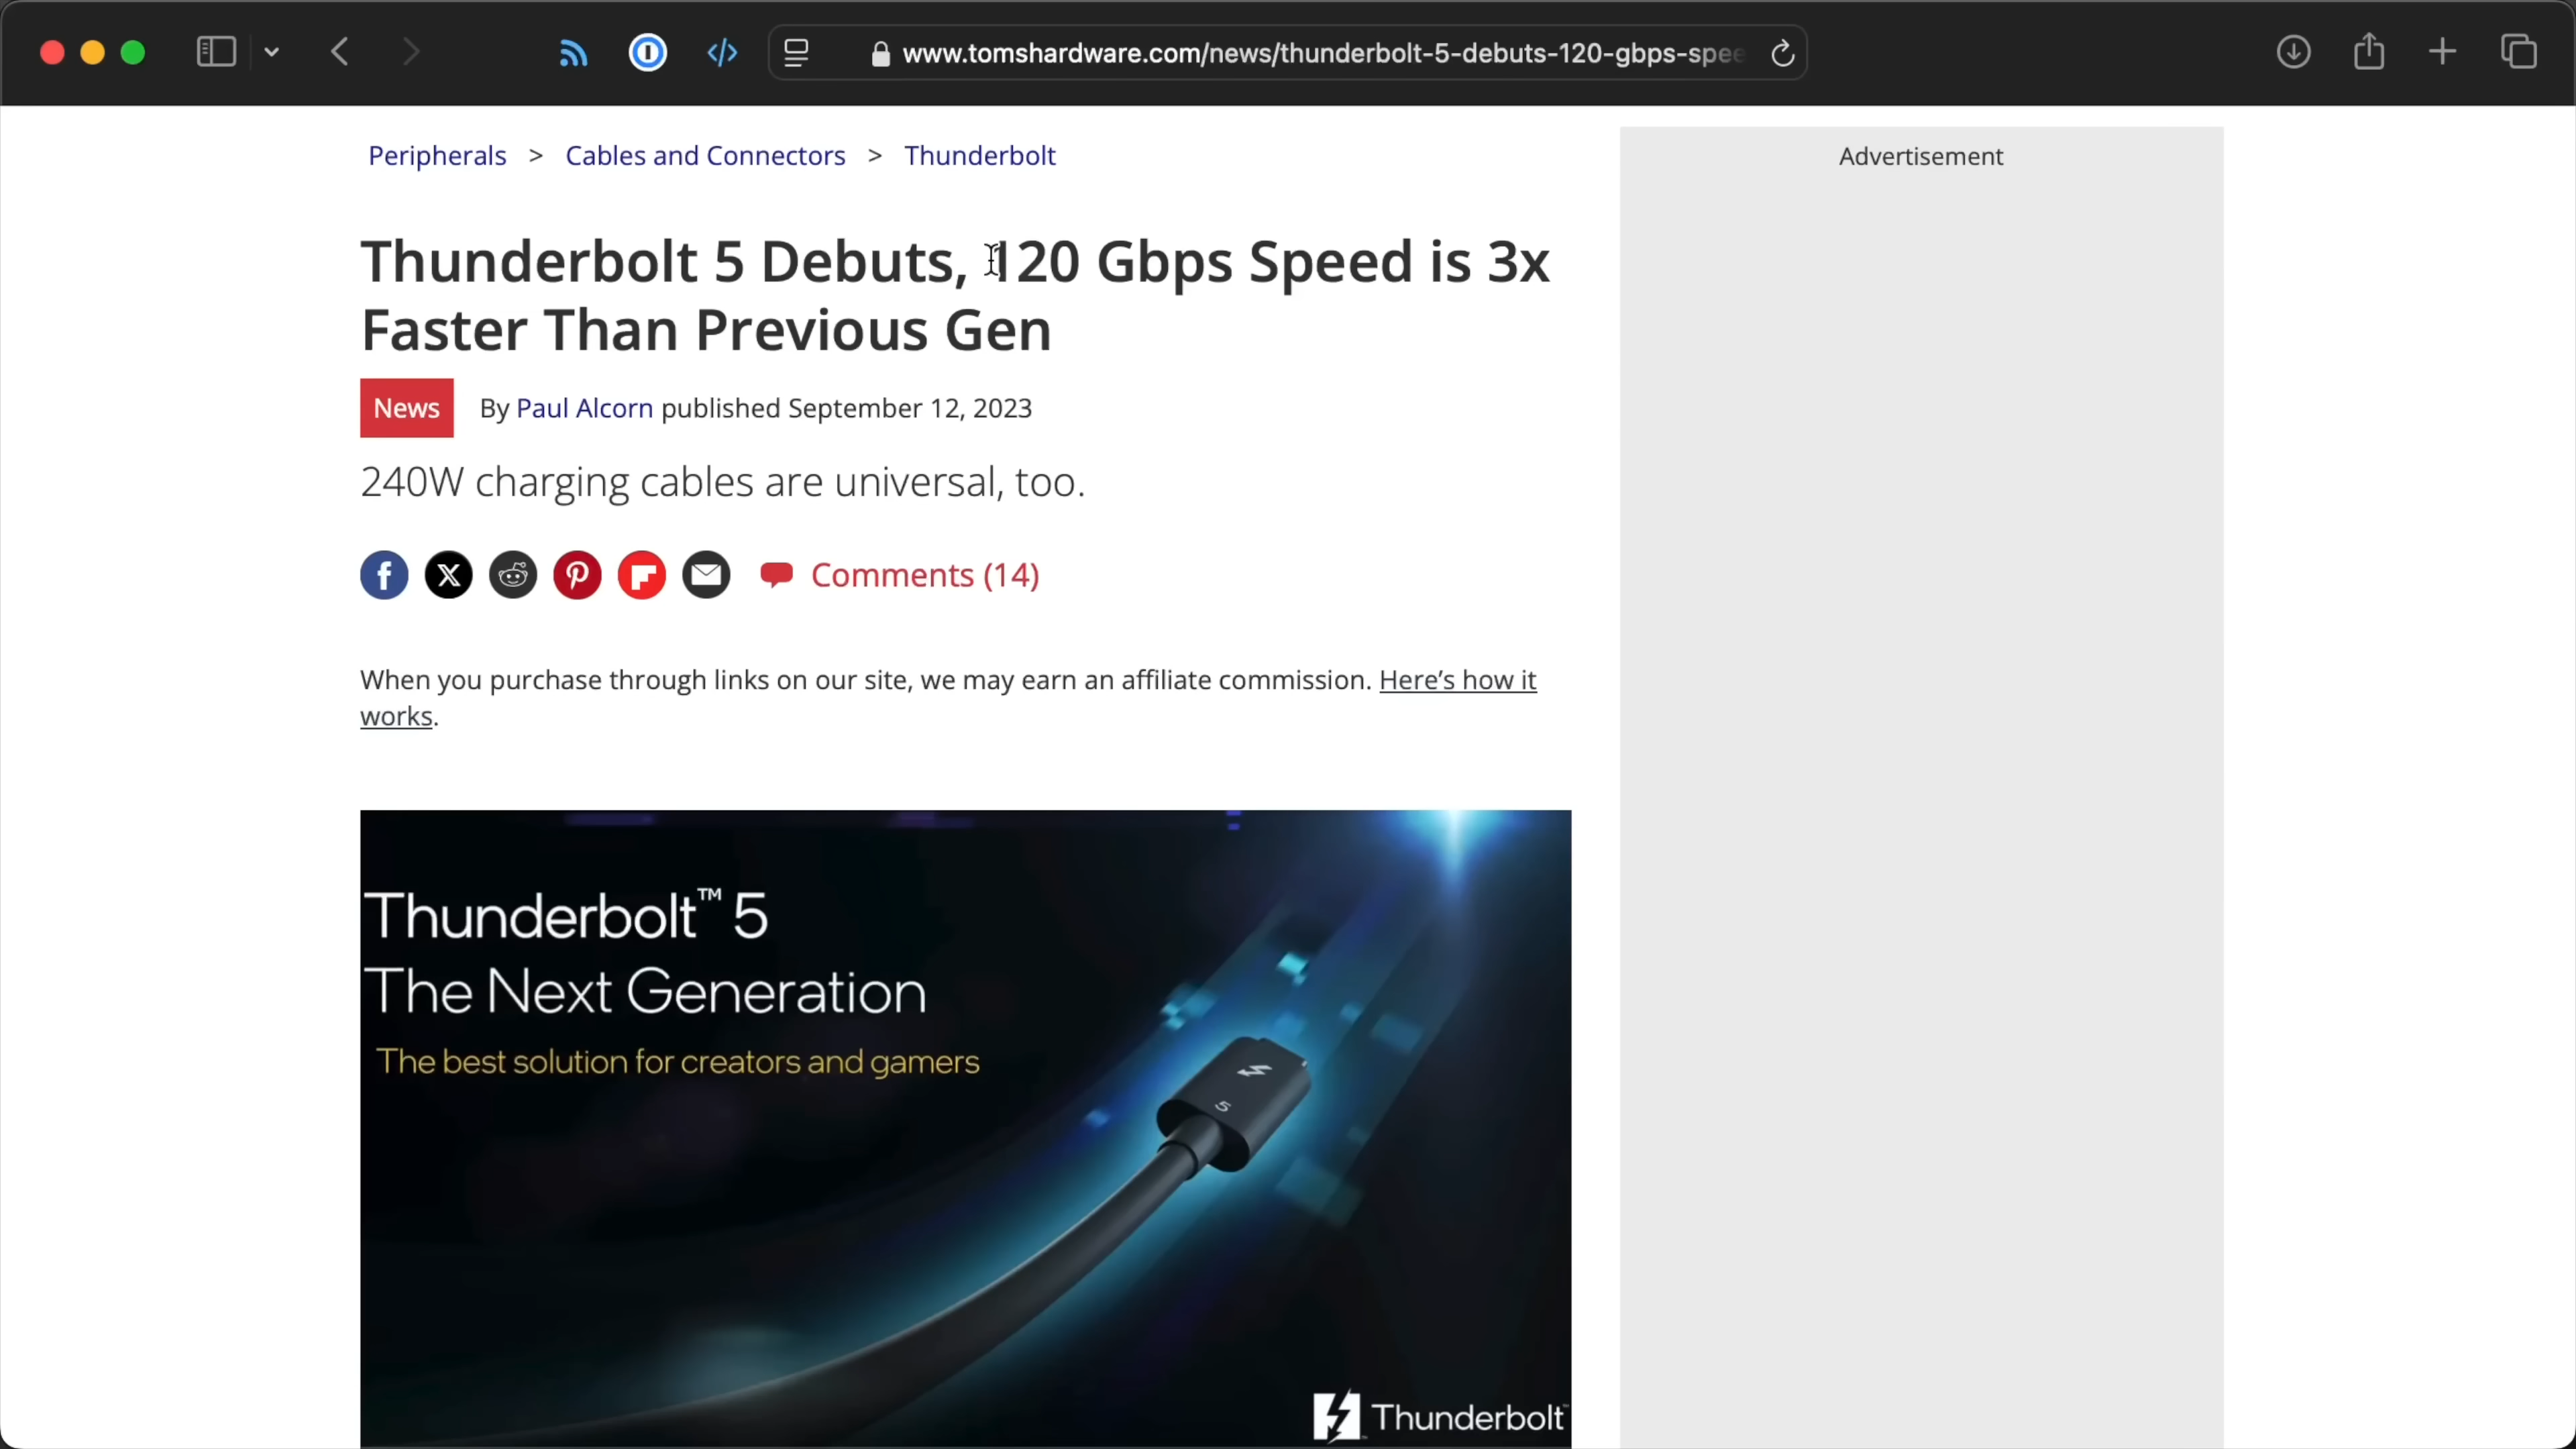 www.tomshardware.com/news/thunderbolt-5-debuts-120-gbps-spee
Peripherals > Cables and Connectors > Thunderbolt
Advertisement
Thunderbolt 5 Debuts, 120 Gbps Speed is 3x
Faster Than Previous Gen
News By Paul Alcorn published September 12, 2023
240W charging cables are universal, too.
Comments (14)
When you purchase through links on our site, we may earn an affiliate commission. Here’s how it
works.
Thunderbolt™ 5
The Next Generation
The best solution for creators and gamers
5
Thunderbolt™